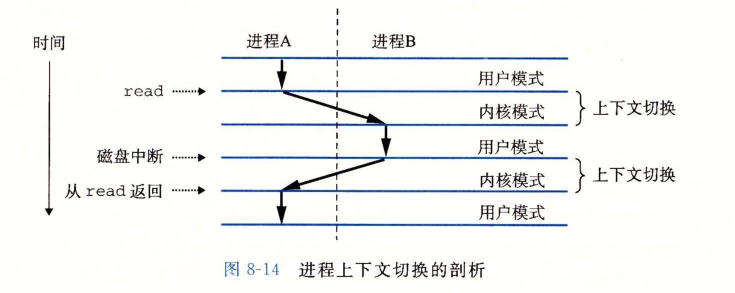 时间
进程A 进程B
用户模式
read
内核模式 上下文切换
用户模式
磁盘中断
内核模式 上下文切换
从 read 返回
用户模式
图 8-14 进程上下文切换的剖析